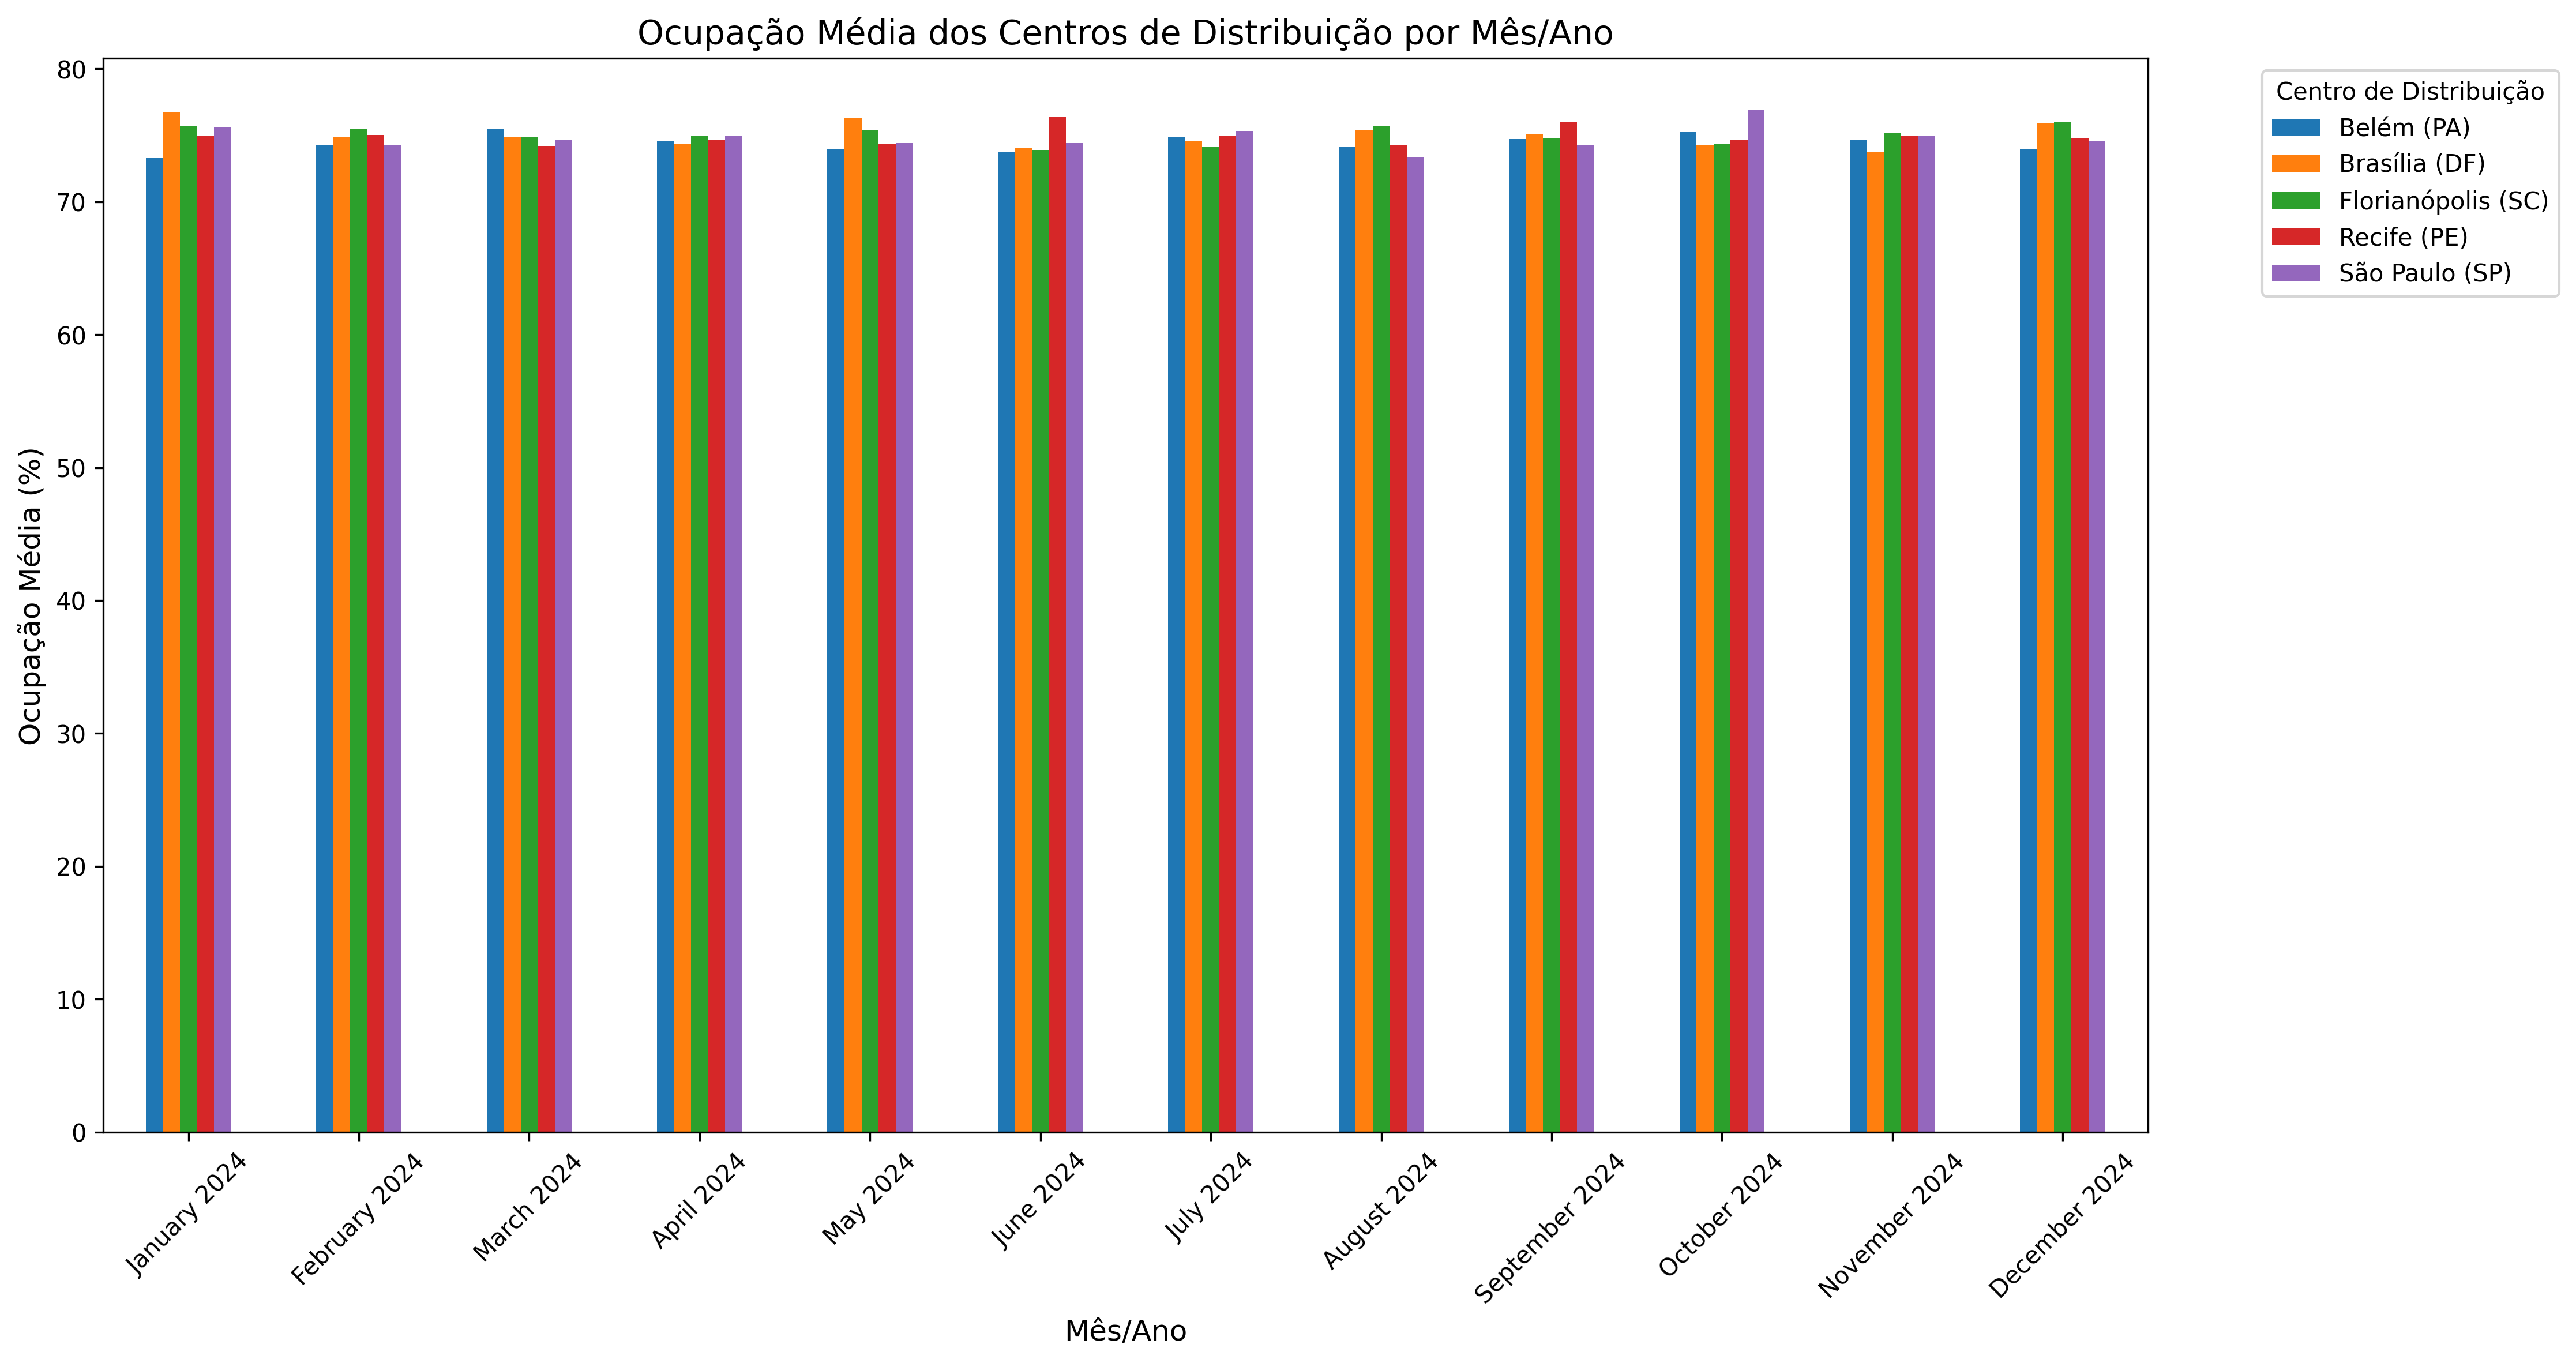 Ocupação Média dos Centros de Distribuição por Mês/Ano
Ocupação Média (%)
80
70
60
50
40
30
20
10
0
January 2024
February 2024
March 2024
April 2024
May 2024
June 2024
July 2024
August 2024
September 2024
October 2024
November 2024
December 2024
Mês/Ano
Centro de Distribuição
Belém (PA)
Brasília (DF)
Florianópolis (SC)
Recife (PE)
São Paulo (SP)